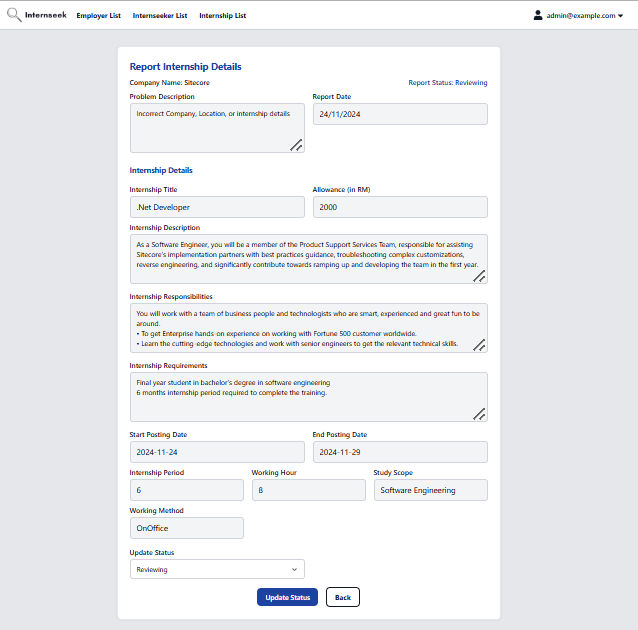 Internseek Employer List Internseeker List Internship List admin@example.com
Report Internship Details
Company Name: Sitecore Report Status: Reviewing
Problem Description Report Date
Incorrect Company, Location, or internship details 24/11/2024
Internship Details
Internship Title Allowance (in RM)
.Net Developer 2000
Internship Description
As a Software Engineer, you will be a member of the Product Support Services Team, responsible for assisting
Sitecore's implementation partners with best practices guidance, troubleshooting complex customizations,
reverse engineering, and significantly contribute towards ramping up and developing the team in the first year.
Internship Responsibilities
You will work with a team of business people and technologists who are smart, experienced and great fun to be
around.
• To get Enterprise hands-on experience on working with Fortune 500 customer worldwide.
• Learn the cutting-edge technologies and work with senior engineers to get the relevant technical skills.
Internship Requirements
Final year student in bachelor's degree in software engineering
6 months internship period required to complete the training.
Start Posting Date End Posting Date
2024-11-24 2024-11-29
Internship Period Working Hour Study Scope
6 8 Software Engineering
Working Method
OnOffice
Update Status
Reviewing
Update Status Back